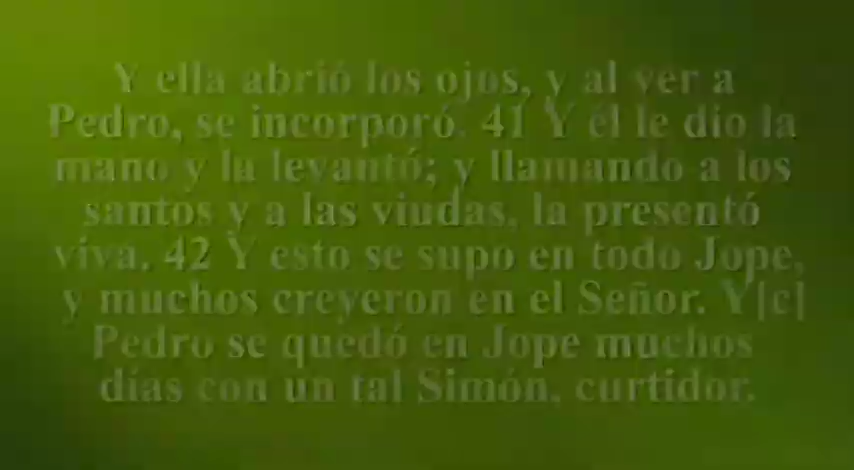 Y ella abrió los ojos, y al ver a
Pedro, se incorporó. 41 Y él le dio la
mano y la levantó; y llamando a los
santos y a las viudas, la presentó
viva. 42 Y esto se supo en todo Jope,
y muchos creyeron en el Señor. Y[c]
Pedro se quedó en Jope muchos
días con un tal Simón, curtidor.